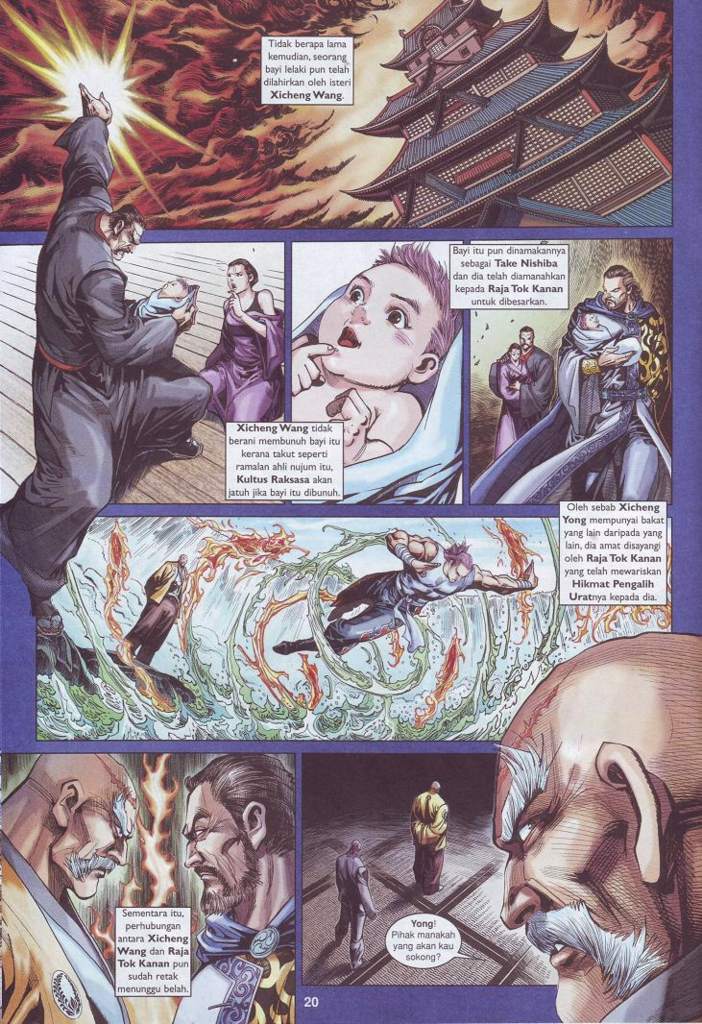 Tidak berapa lama
kemudian, seorang
bayi lelaki pun telah
dilahirkan oleh isteri
Xicheng Wang.
Bayi itu pun dinamakannya
sebagai Take Nishiba
dan dia telah diamanahkan
kepada Raja Tok Kanan
untuk dibesarkan.
Xicheng Wang tidak
berani membunuh bayi itu
kerana takut seperti
ramalan ahli nujum itu,
Kultus Raksasa akan
jatuh jika bayi itu dibunuh.
Oleh sebab Xicheng
Yong mempunyai bakat
yang lain daripada yang
lain, dia amat disayangi
oleh Raja Tok Kanan
yang telah mewariskan
Hikmat Pengalih
Uratnya kepada dia.
Sementara itu,
perhubungan
antara Xicheng
Wang dan Raja
Tok Kanan pun
sudah retak
menunggu belah.
Yong!
Pihak manakah
yang akan kau
sokong?
20